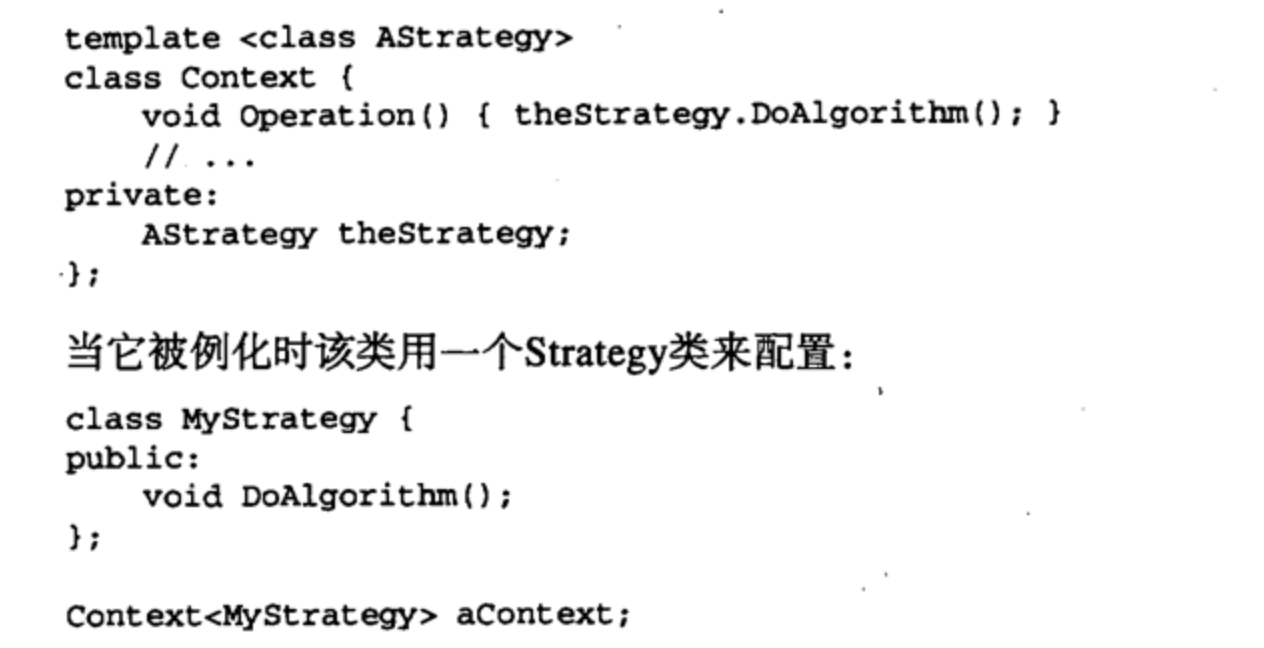 template <class AStrategy>
class Context {
    void Operation() { theStrategy.DoAlgorithm(); }
    // ...
private:
    AStrategy theStrategy;
};
当它被例化时该类用一个Strategy类来配置：
class MyStrategy {
public:
    void DoAlgorithm();
};
Context<MyStrategy> aContext;